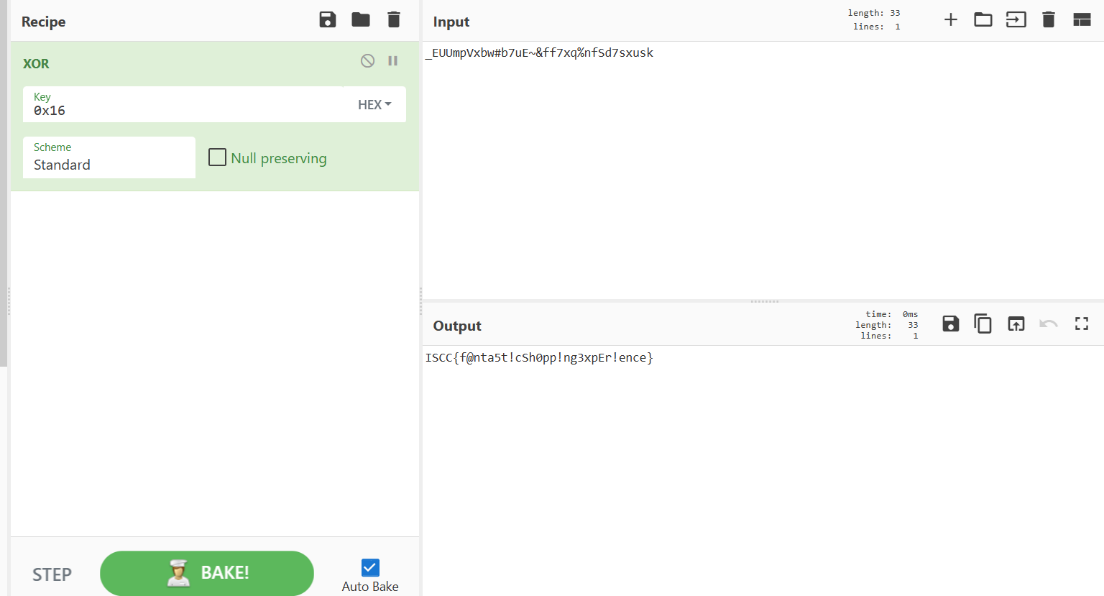 Recipe
XOR
Key
0x16
HEX
Scheme
Standard
Null preserving
STEP
BAKE!
Auto Bake
Input
length: 33
lines: 1
_EUUmpVxbw#b7uE~&ff7xq%nfSd7sxusk
Output
time: 0ms
length: 33
lines: 1
ISCC{f@nta5t!cSh0pp!ng3xpEr!ence}